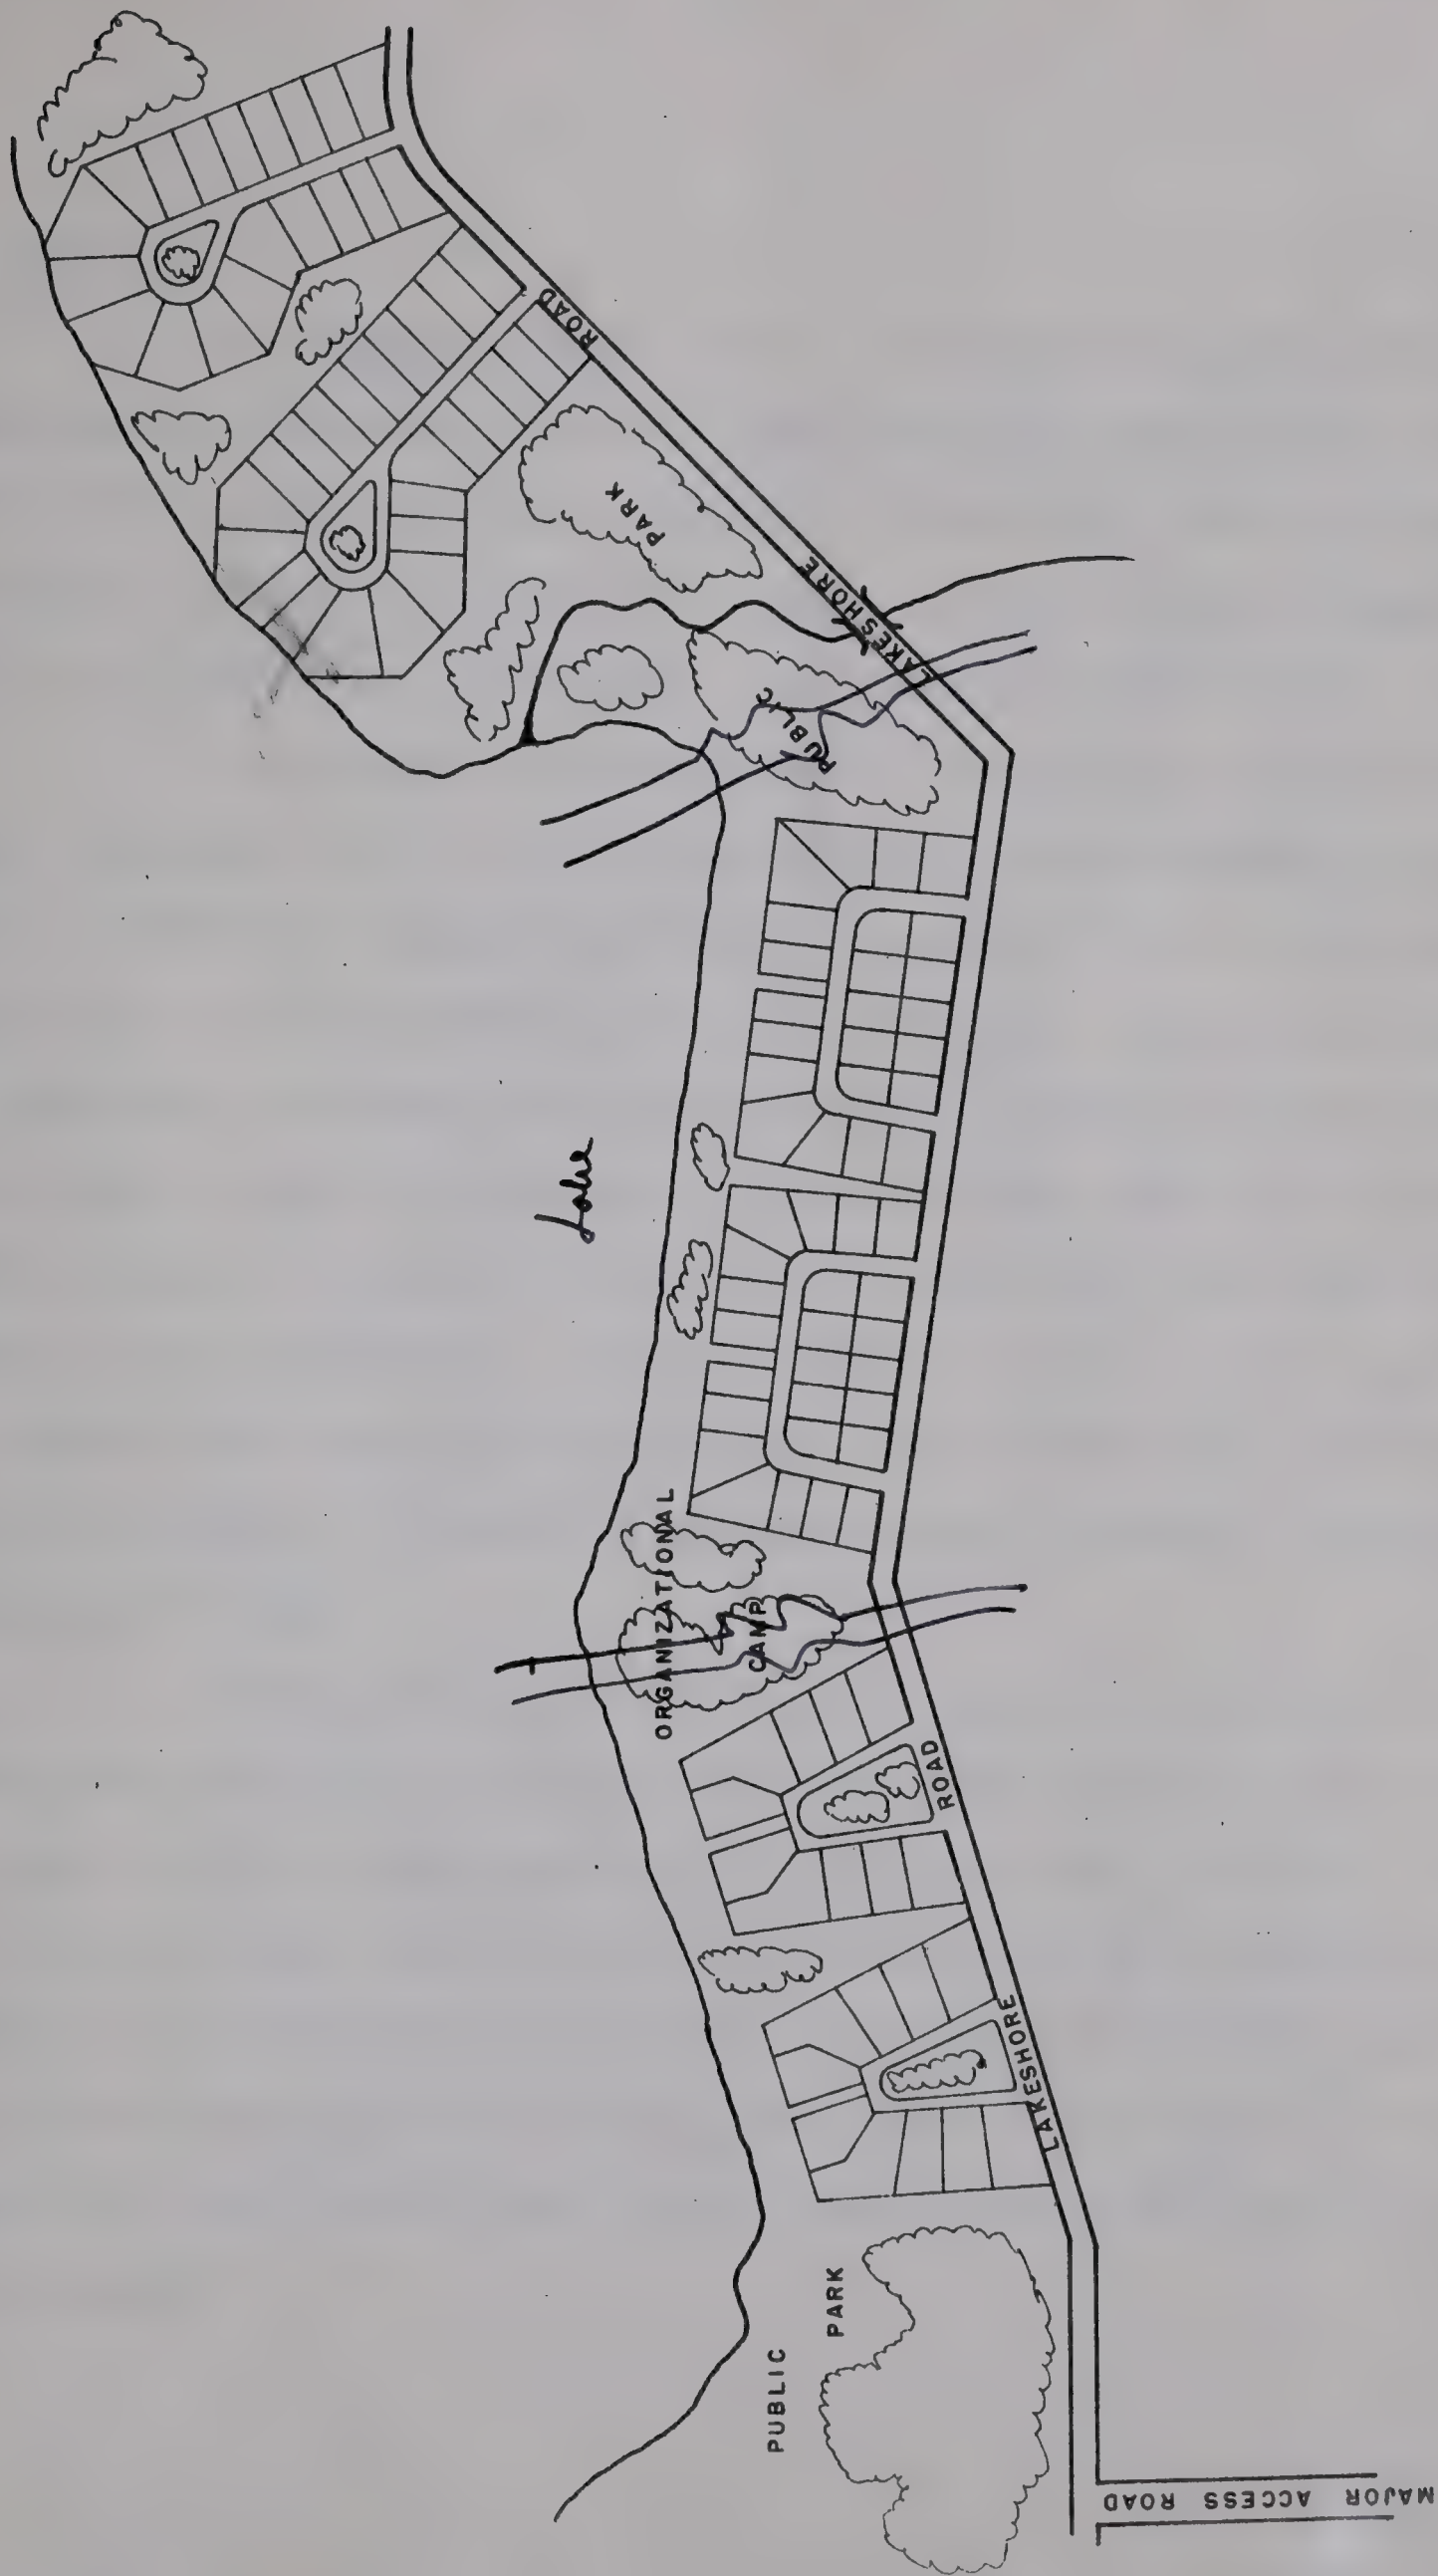 ROAD
PARK
LAKESHORE
PUBLIC
Lake
ORGANIZATIONAL
CAMP
ROAD
LAKESHORE
PARK
PUBLIC
MAJOR ACCESS ROAD